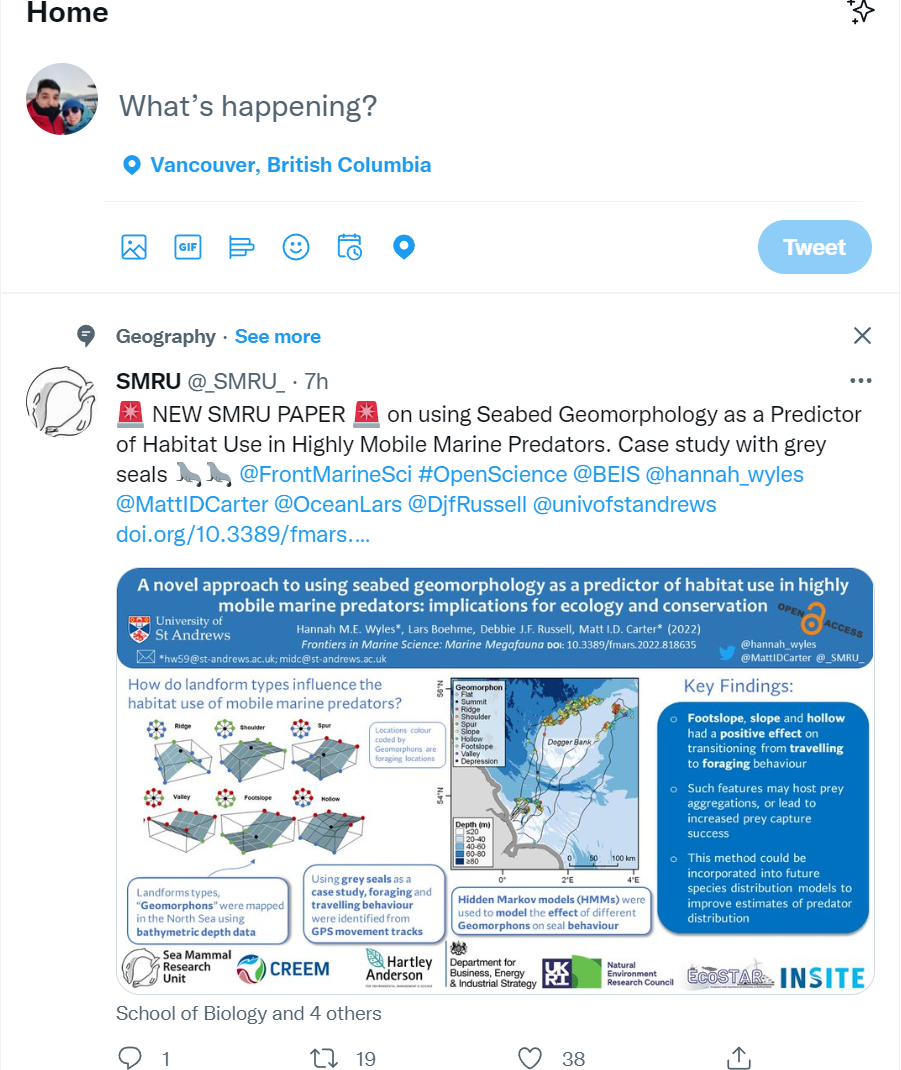 Home
What's happening?
Vancouver, British Columbia
GIF
Tweet
Geography · See more
SMRU @_SMRU_ · 7h
🚨 NEW SMRU PAPER 🚨 on using Seabed Geomorphology as a Predictor
of Habitat Use in Highly Mobile Marine Predators. Case study with grey
seals 🦭🦭 @FrontMarineSci #OpenScience @BEIS @hannah_wyles
@MattIDCarter @OceanLars @DjfRussell @univofstandrews
doi.org/10.3389/fmars.…
A novel approach to using seabed geomorphology as a predictor of habitat use in highly
mobile marine predators: implications for ecology and conservation
OPEN ACCESS
University of
St Andrews
Hannah M.E. Wyles*, Lars Boehme, Debbie J.F. Russell, Matt I.D. Carter* (2022)
Frontiers in Marine Science: Marine Megafauna DOI: 10.3389/fmars.2022.818635
*hw59@st-andrews.ac.uk; midc@st-andrews.ac.uk
@hannah_wyles
@MattIDCarter @_SMRU_
How do landform types influence the
habitat use of mobile marine predators?
Ridge
Shoulder
Spur
Valley
Footslope
Hollow
Locations colour
coded by
Geomorphons are
foraging locations
Landforms types,
"Geomorphons" were mapped
in the North Sea using
bathymetric depth data
Using grey seals as a
case study, foraging and
travelling behaviour
were identified from
GPS movement tracks
56°N
54°N
Geomorphon
Flat
Summit
Ridge
Shoulder
Spur
Slope
Hollow
Footslope
Valley
Depression
Dogger Bank
Depth (m)
≤20
20-40
40-60
60-80
≥80
0 50 100 km
0° 2°E 4°E
Hidden Markov models (HMMs) were
used to model the effect of different
Geomorphons on seal behaviour
Key Findings:
Footslope, slope and hollow
had a positive effect on
transitioning from travelling
to foraging behaviour
Such features may host prey
aggregations, or lead to
increased prey capture
success
This method could be
incorporated into future
species distribution models to
improve estimates of predator
distribution
Sea Mammal
Research
Unit
CREEM
Hartley
Anderson
Department for
Business, Energy
& Industrial Strategy
UKRI
Natural
Environment
Research Council
ECOSTAR
INSITE
School of Biology and 4 others
1 19 38